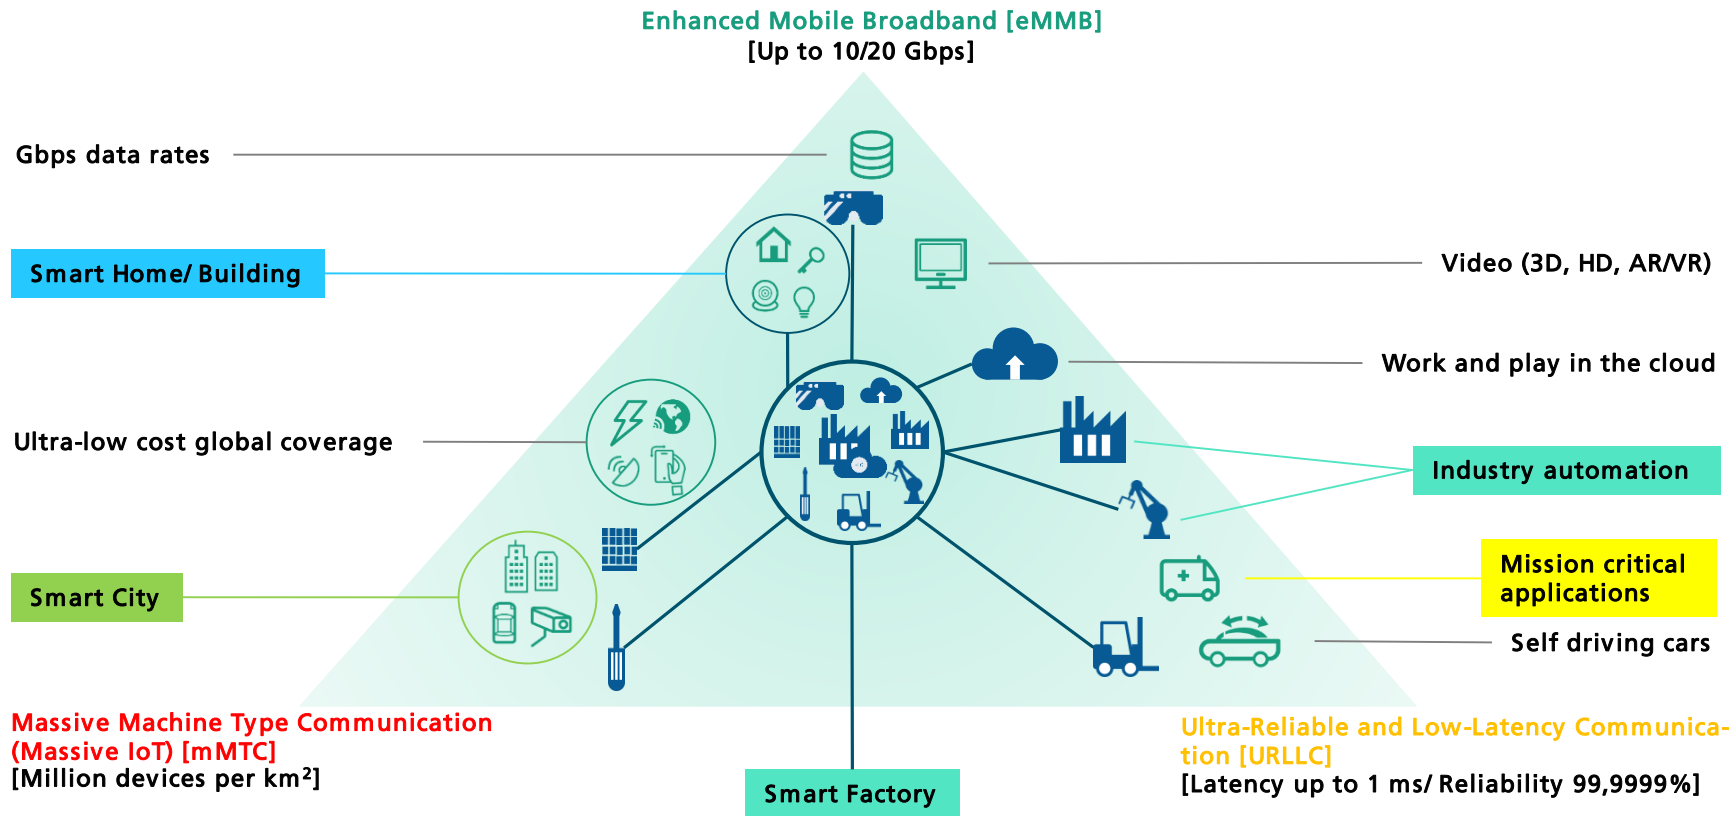 Enhanced Mobile Broadband [eMMB]
[Up to 10/20 Gbps]
Gbps data rates
Smart Home/ Building
Video (3D, HD, AR/VR)
Work and play in the cloud
Ultra-low cost global coverage
Industry automation
Mission critical
applications
Smart City
Self driving cars
Massive Machine Type Communication
(Massive IoT) [mMTC]
[Million devices per km²]
Ultra-Reliable and Low-Latency Communica-
tion [URLLC]
[Latency up to 1 ms/ Reliability 99,9999%]
Smart Factory